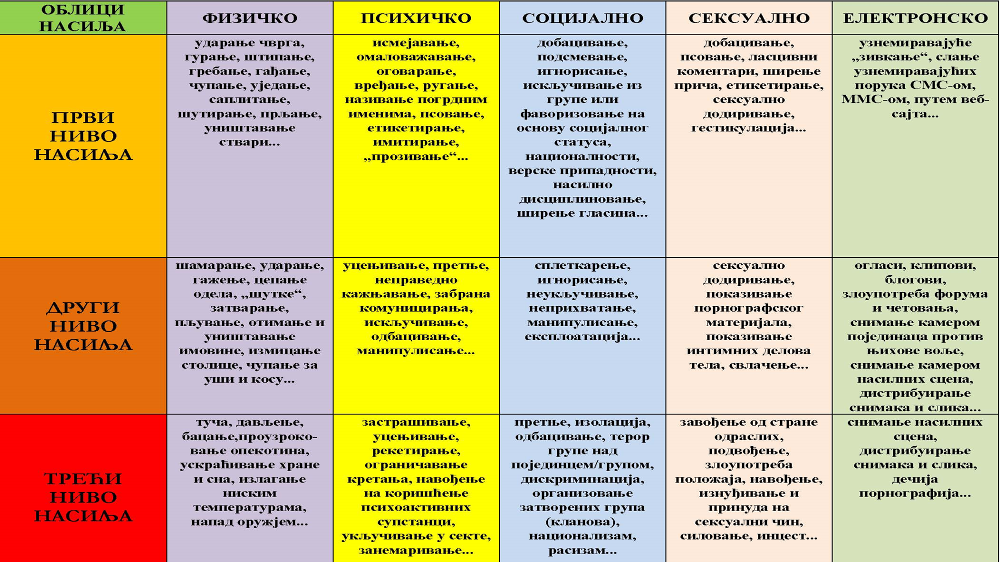 ОБЛИЦИ
НАСИЉА
ФИЗИЧКО
ПСИХИЧКО
СОЦИЈАЛНО
СЕКСУАЛНО
ЕЛЕКТРОНСКО
ПРВИ
НИВО
НАСИЉА
ударање чврга,
гурање, штипање,
гребање, гађање,
чупање, уједање,
саплитање,
шутирање, прљање,
уништавање
ствари...
исмејавање,
омаловажавање,
оговарање,
вређање, ругање,
називање погрдним
именима, псовање,
етикетирање,
имитирање,
„прозивање“...
добацивање,
подсмевање,
игнорисање,
искључивање из
групе или
фаворизовање на
основу социјалног
статуса,
националности,
верске припадности,
насилно
дисциплиновање,
ширење гласина...
добацивање,
псовање, ласцивни
коментари, ширење
прича, етикетирање,
сексуално
додиривање,
гестикулација...
узнемиравајуће
„зивкање“, слање
узнемиравајућих
порука СМС-ом,
ММС-ом, путем веб-
сајта...
ДРУГИ
НИВО
НАСИЉА
шамарање, ударање,
гажење, цепање
одела, „шутке“,
затварање,
пљување, отимање и
уништавање
имовине, измицање
столице, чупање за
уши и косу...
уцењивање, претње,
неправедно
кажњавање, забрана
комуницирања,
искључивање,
одбацивање,
манипулисање...
сплеткарење,
игнорисање,
неукључивање,
неприхватање,
манипулисање,
експлоатација...
сексуално
додиривање,
показивање
порнографског
материјала,
показивање
интимних делова
тела, свлачење...
огласи, клипови,
блогови,
злоупотреба форума
и четовања,
снимање камером
појединаца против
њихове воље,
снимање камером
насилних сцена,
дистрибуирање
снимака и слика...
ТРЕЋИ
НИВО
НАСИЉА
туча, дављење,
бацање,проузроко-
вање опекотина,
ускраћивање хране
и сна, излагање
ниским
температурама,
напад оружјем...
застрашивање,
уцењивање,
рекетирање,
ограничавање
кретања, навођење
на коришћење
психоактивних
супстанци,
укључивање у секте,
занемаривање...
претње, изолација,
одбацивање, терор
групе над
појединцем/групом,
дискриминација,
организовање
затворених група
(кланова),
национализам,
расизам...
завођење од стране
одраслих,
подвођење,
злоупотреба
положаја, навођење,
изнуђивање и
принуда на
сексуални чин,
силовање, инцест...
снимање насилних
сцена,
дистрибуирање
снимака и слика,
дечија
порнографија...